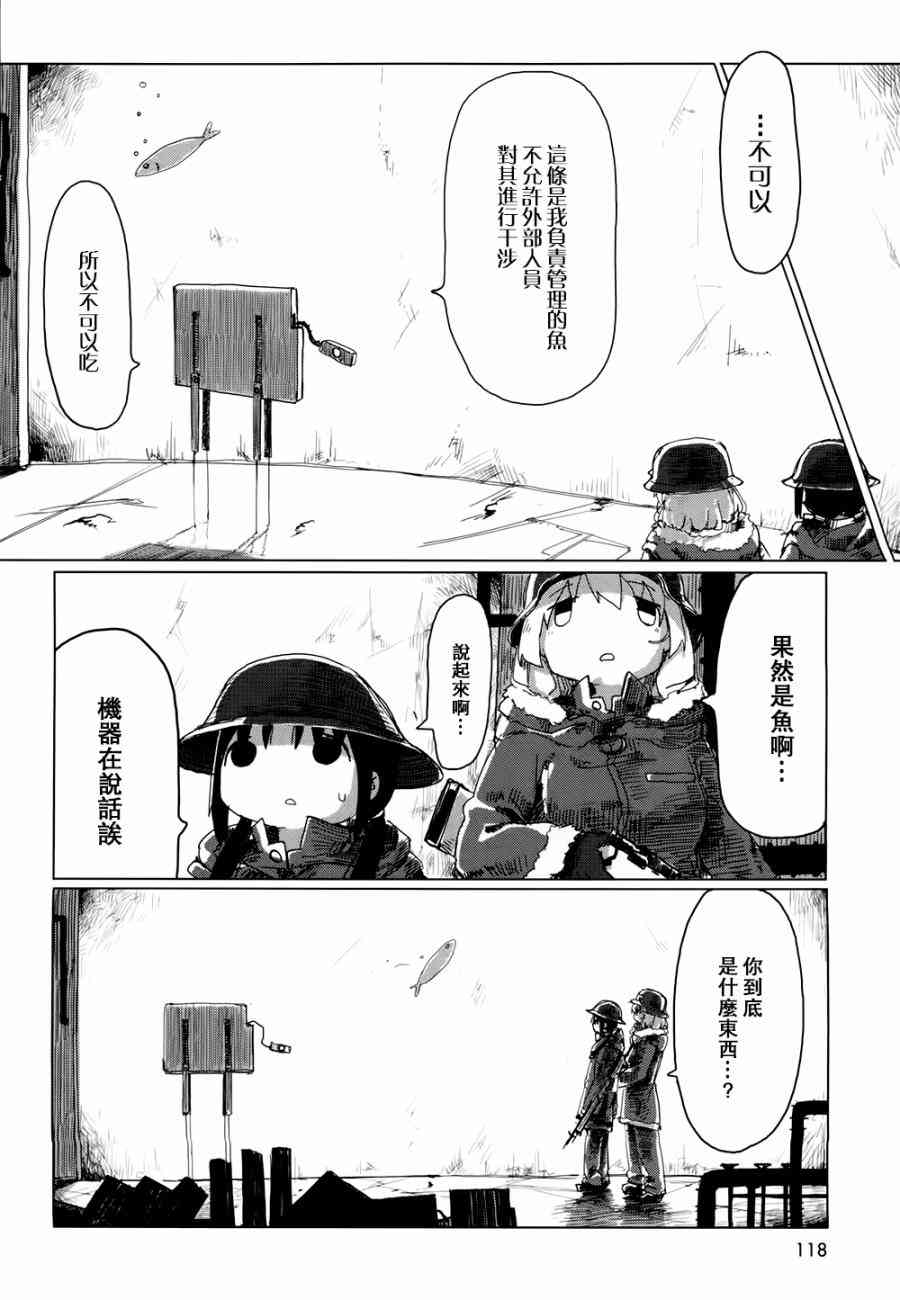 …不可以
這條是我負責管理的魚
不允許外部人員
對其進行干涉
所以不可以吃
果然是魚啊…
說起來啊…
機器在說話誒
你到底
是什麼東西…?
118